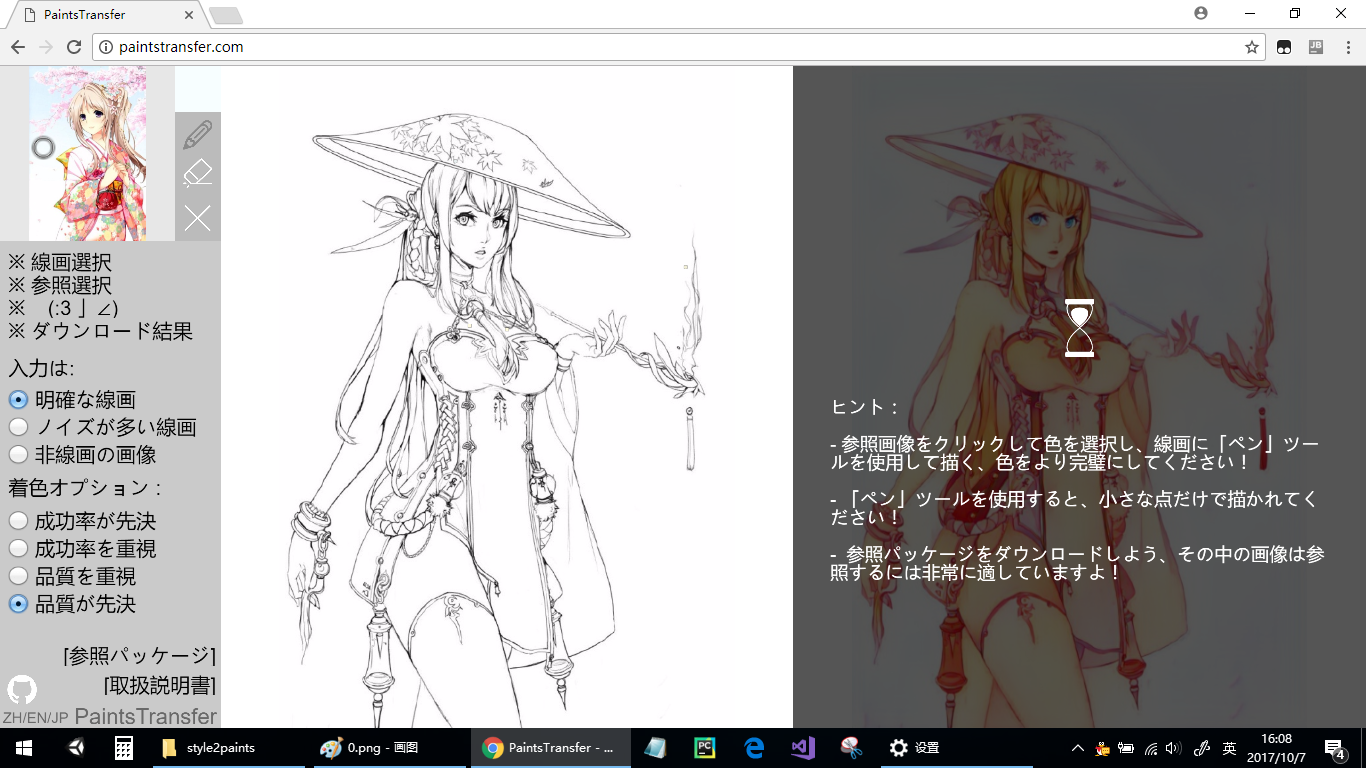 PaintsTransfer
paintstransfer.com
JB
※ 線画選択
※ 参照選択
※ (:3 」∠)
※ ダウンロード結果
入力は:
明確な線画
ノイズが多い線画
非線画の画像
着色オプション :
成功率が先決
成功率を重視
品質を重視
品質が先決
[参照パッケージ]
[取扱説明書]
ZH/EN/JP PaintsTransfer
ヒント :
- 参照画像をクリックして色を選択し、線画に「ペン」ツー
ルを使用して描く、色をより完璧にしてください!
- 「ペン」ツールを使用すると、小さな点だけで描かれてく
ださい!
- 参照パッケージをダウンロードしよう、その中の画像は参
照するには非常に適していますよ!
style2paints
0.png - 画图
PaintsTransfer - ...
PC
设置
英
16:08
2017/10/7
4